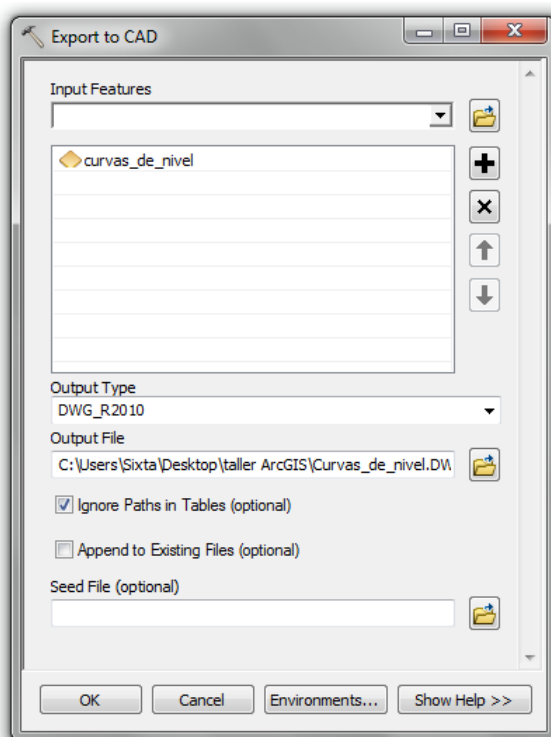 Export to CAD
Input Features
curvas_de_nivel
Output Type
DWG_R2010
Output File
C:\Users\Sixta\Desktop\taller ArcGIS\Curvas_de_nivel.DW
Ignore Paths in Tables (optional)
Append to Existing Files (optional)
Seed File (optional)
OK Cancel Environments... Show Help >>